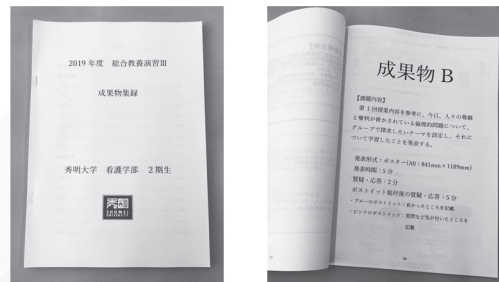 2019 年度　総合教養演習Ⅲ
成果物集録
秀明大学　看護学部　２期生
秀明
SHUMEI
UNIVERSITY
成果物 B
【課題内容】
第 1 回授業内容を参考に、今日、人々の尊厳
と権利が脅かされている倫理的問題について、
グループで探求したいテーマを設定し、それに
ついて学習したことを発表する。
発表形式：ポスター(A0：841mm×1189mm)
発表時間：5 分
質疑・応答：2 分
ポストイット貼付後の質疑・応答：5 分
・ブルーのポストイット：良かったところを記載
・ピンクのポストイット：質問など気が付いたところを
記載